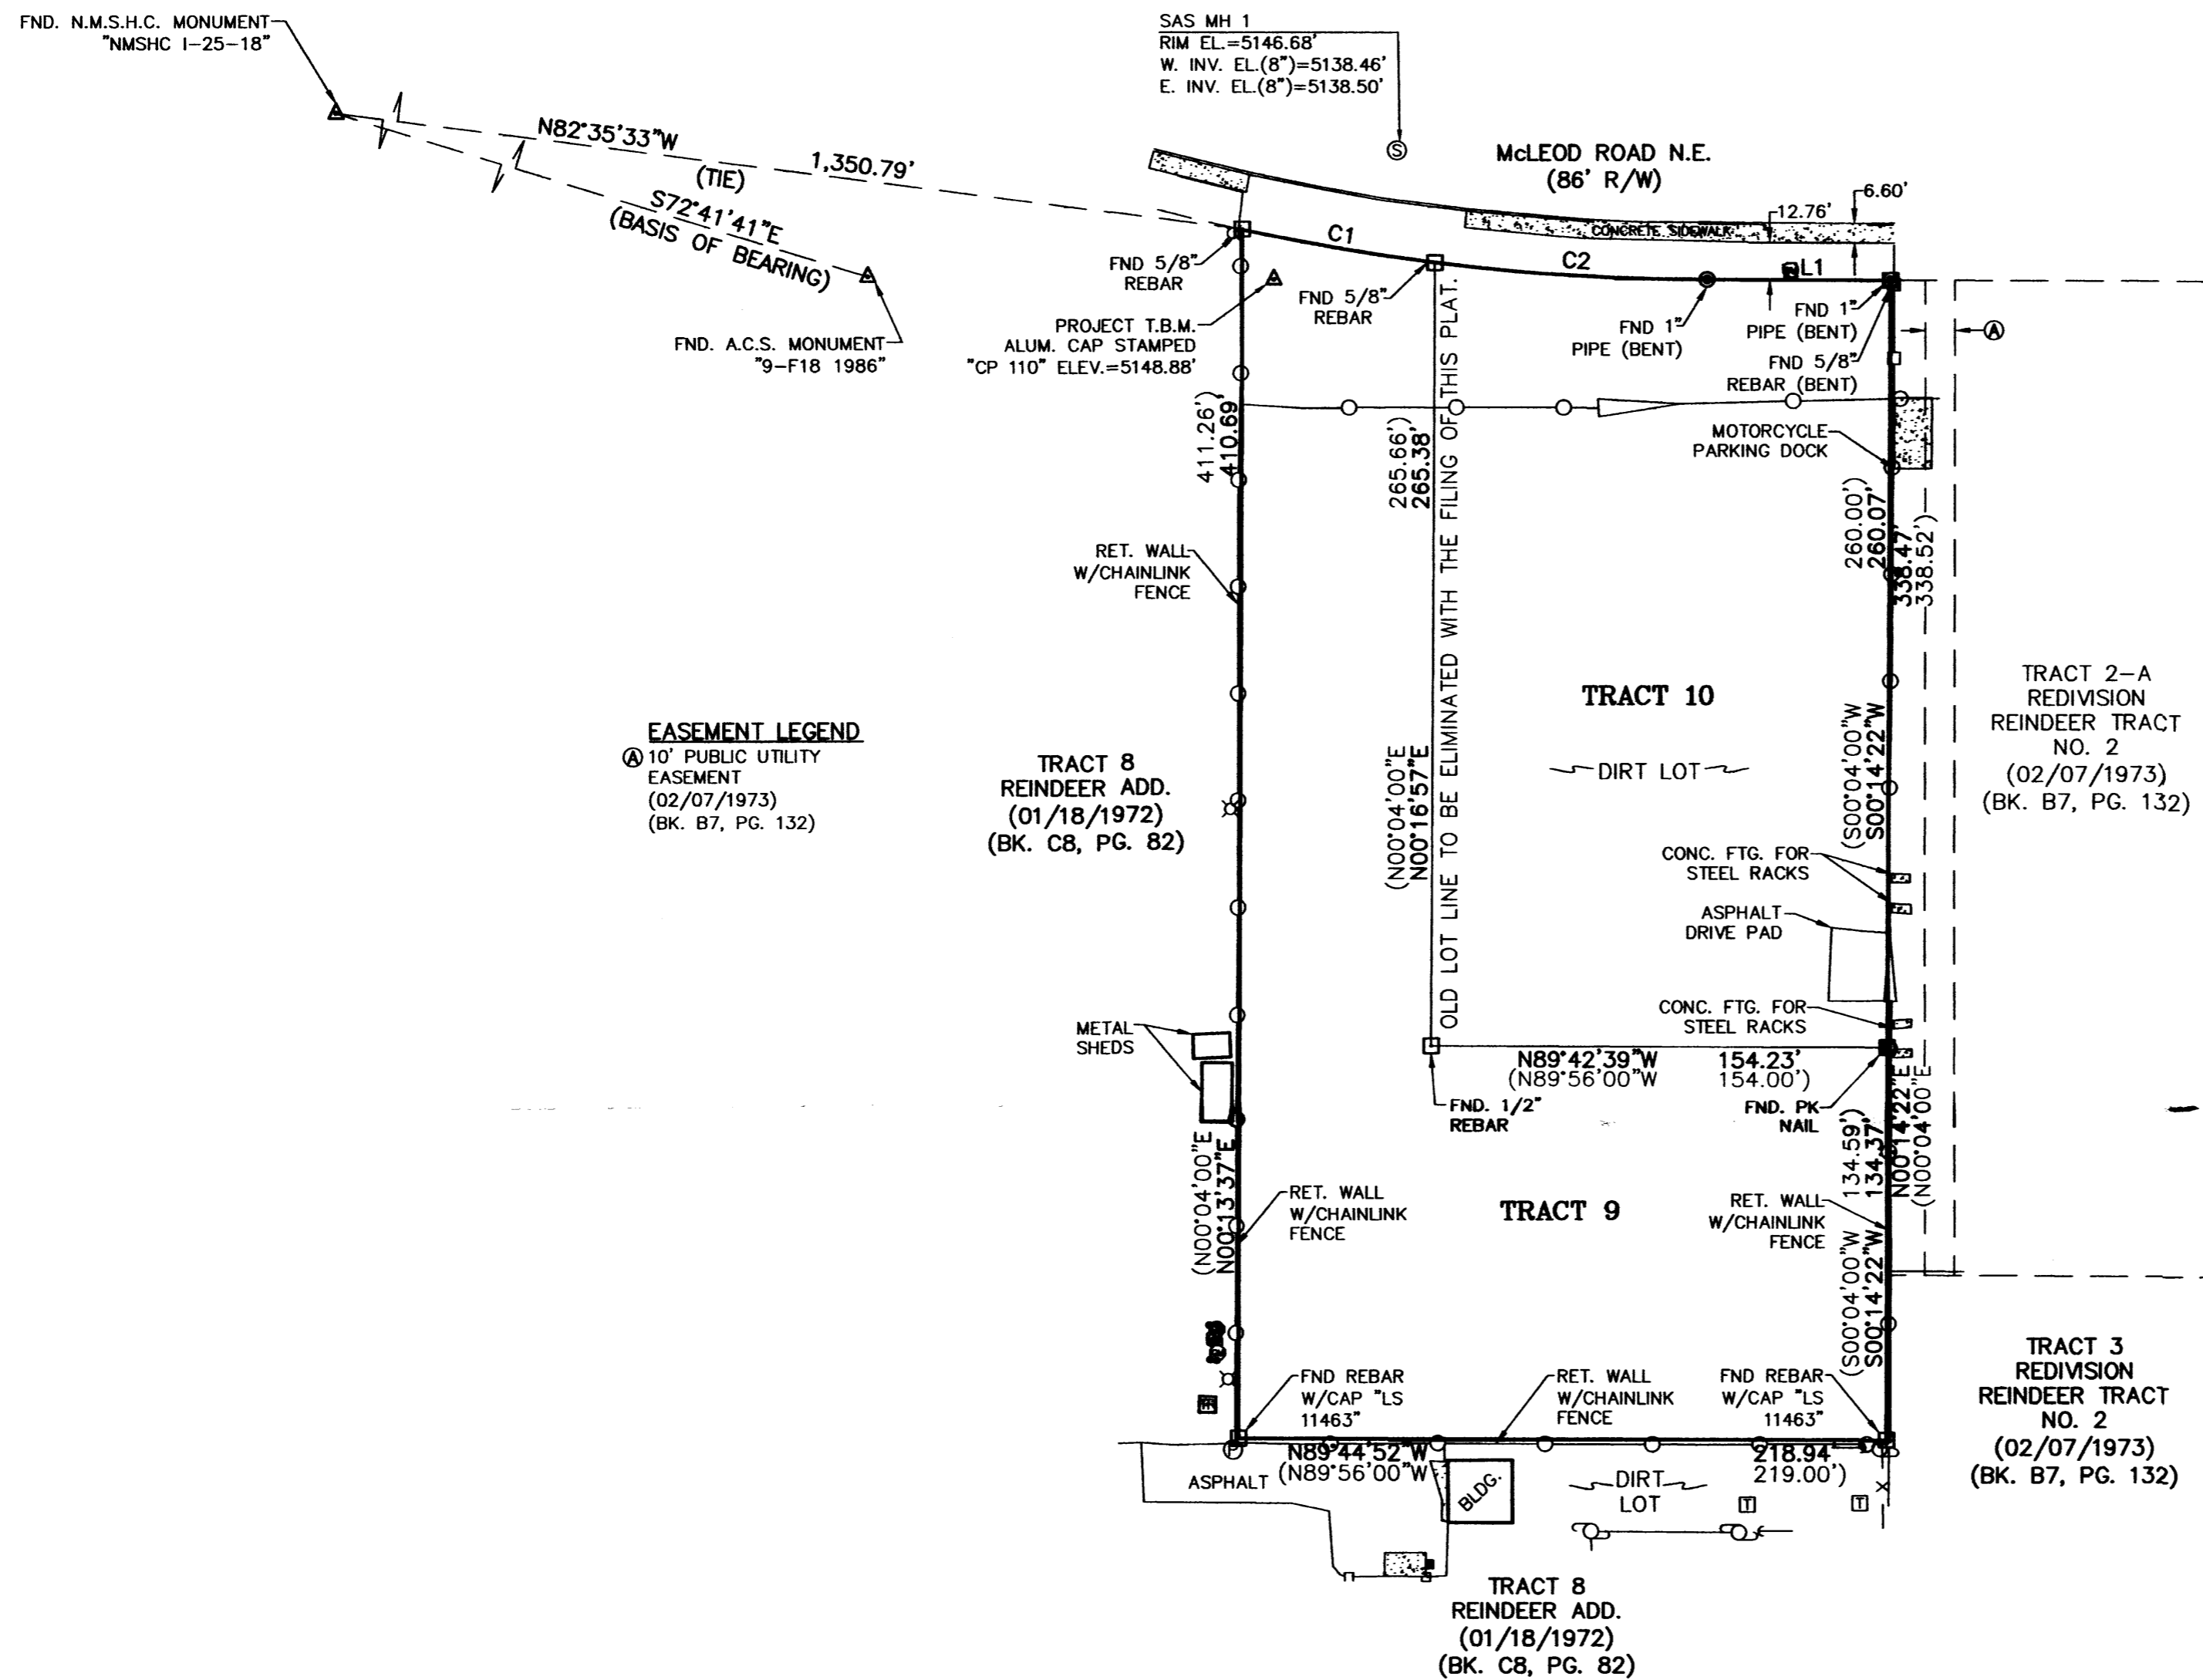 FND. N.M.S.H.C. MONUMENT
"NMSHC I-25-18"
SAS MH 1
RIM EL.=5146.68'
W. INV. EL.(8")=5138.46'
E. INV. EL.(8")=5138.50'
N82°35'33"W
(TIE)
1,350.79'
S72°41'41"E
(BASIS OF BEARING)
FND. A.C.S. MONUMENT
"9-F18 1986"
S
McLEOD ROAD N.E.
(86' R/W)
6.60'
12.76'
CONCRETE SIDEWALK
C1
C2
L1
FND 5/8"
REBAR
FND 5/8"
REBAR
PROJECT T.B.M.
ALUM. CAP STAMPED
"CP 110" ELEV.=5148.88'
FND 1"
PIPE (BENT)
FND 1"
PIPE (BENT)
FND 5/8"
REBAR (BENT)
A
MOTORCYCLE
PARKING DOCK
411.26')
410.69'
265.66')
265.38'
OLD LOT LINE TO BE ELIMINATED WITH THE FILING OF THIS PLAT.
260.00')
260.07'
338.47'
338.52')
RET. WALL
W/CHAINLINK
FENCE
TRACT 10
DIRT LOT
(N00°04'00"E
N00°16'57"E
(S00°04'00"W
S00°14'22"W
TRACT 2-A
REDIVISION
REINDEER TRACT
NO. 2
(02/07/1973)
(BK. B7, PG. 132)
EASEMENT LEGEND
A 10' PUBLIC UTILITY
EASEMENT
(02/07/1973)
(BK. B7, PG. 132)
TRACT 8
REINDEER ADD.
(01/18/1972)
(BK. C8, PG. 82)
CONC. FTG. FOR
STEEL RACKS
ASPHALT
DRIVE PAD
CONC. FTG. FOR
STEEL RACKS
METAL
SHEDS
N89°42'39"W 154.23'
(N89°56'00"W 154.00')
FND. 1/2"
REBAR
FND. PK
NAIL
(N00°04'00"E
N00°13'37"E
RET. WALL
W/CHAINLINK
FENCE
TRACT 9
RET. WALL
W/CHAINLINK
FENCE
(S00°04'00"W 134.59')
S00°14'22"W 134.37'
N00°14'22"E
(N00°04'00"E
FND REBAR
W/CAP "LS
11463"
RET. WALL
W/CHAINLINK
FENCE
FND REBAR
W/CAP "LS
11463"
TRACT 3
REDIVISION
REINDEER TRACT
NO. 2
(02/07/1973)
(BK. B7, PG. 132)
P
N89°44'52"W 218.94'
(N89°56'00"W 219.00')
ASPHALT
BLDG.
DIRT
LOT
T
T
TRACT 8
REINDEER ADD.
(01/18/1972)
(BK. C8, PG. 82)